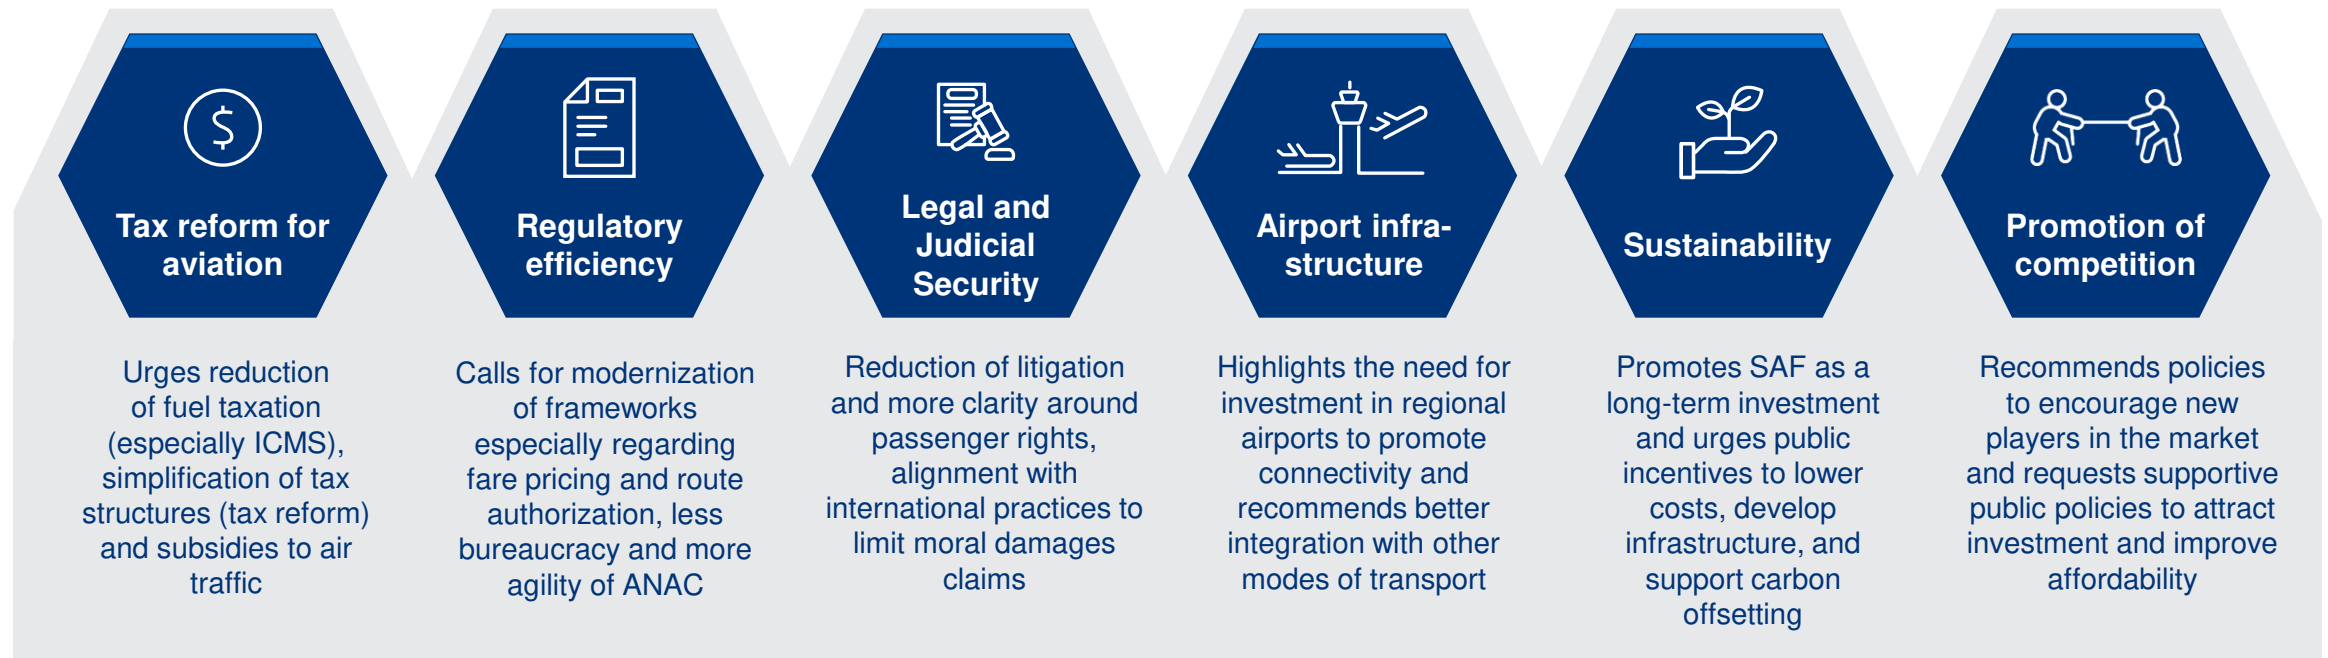 $
Tax reform for
aviation
Urges reduction
of fuel taxation
(especially ICMS),
simplification of tax
structures (tax reform)
and subsidies to air
traffic
Regulatory
efficiency
Calls for modernization
of frameworks
especially regarding
fare pricing and route
authorization, less
bureaucracy and more
agility of ANAC
Legal and
Judicial
Security
Reduction of litigation
and more clarity around
passenger rights,
alignment with
international practices to
limit moral damages
claims
Airport infra-
structure
Highlights the need for
investment in regional
airports to promote
connectivity and
recommends better
integration with other
modes of transport
Sustainability
Promotes SAF as a
long-term investment
and urges public
incentives to lower
costs, develop
infrastructure, and
support carbon
offsetting
Promotion of
competition
Recommends policies
to encourage new
players in the market
and requests supportive
public policies to attract
investment and improve
affordability